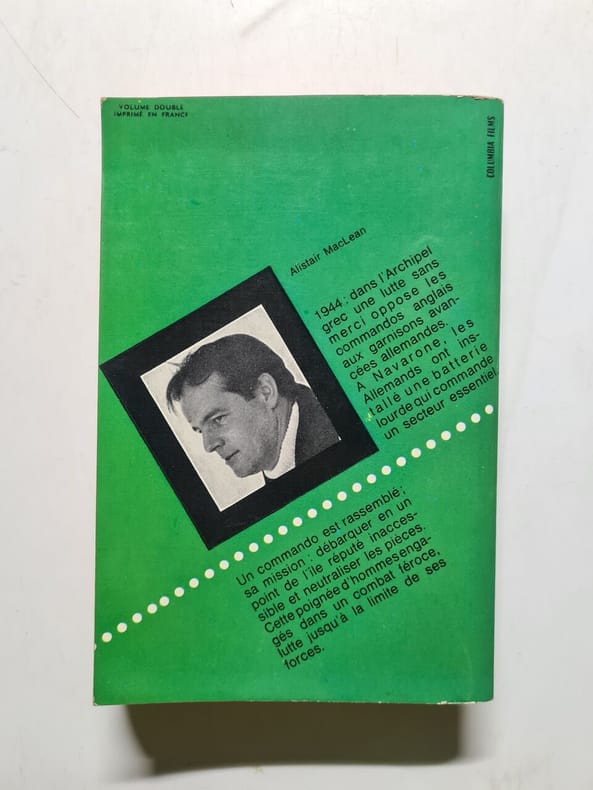 VOLUME DOUBLE
IMPRIMÉ EN FRANCE
COLUMBIA FILMS
Alistair MacLean
1944 : dans l'Archipel
grec une lutte sans
merci oppose les
commandos anglais
aux garnisons avan-
cées allemandes.
A Navarone, les
Allemands ont ins-
tallé une batterie
lourde qui commande
un secteur essentiel.
Un commando est rassemblé ;
sa mission : débarquer en un
point de l'île réputé inacces-
sible et neutraliser les pièces.
Cette poignée d'hommes enga-
gés dans un combat féroce,
lutte jusqu'à la limite de ses
forces.